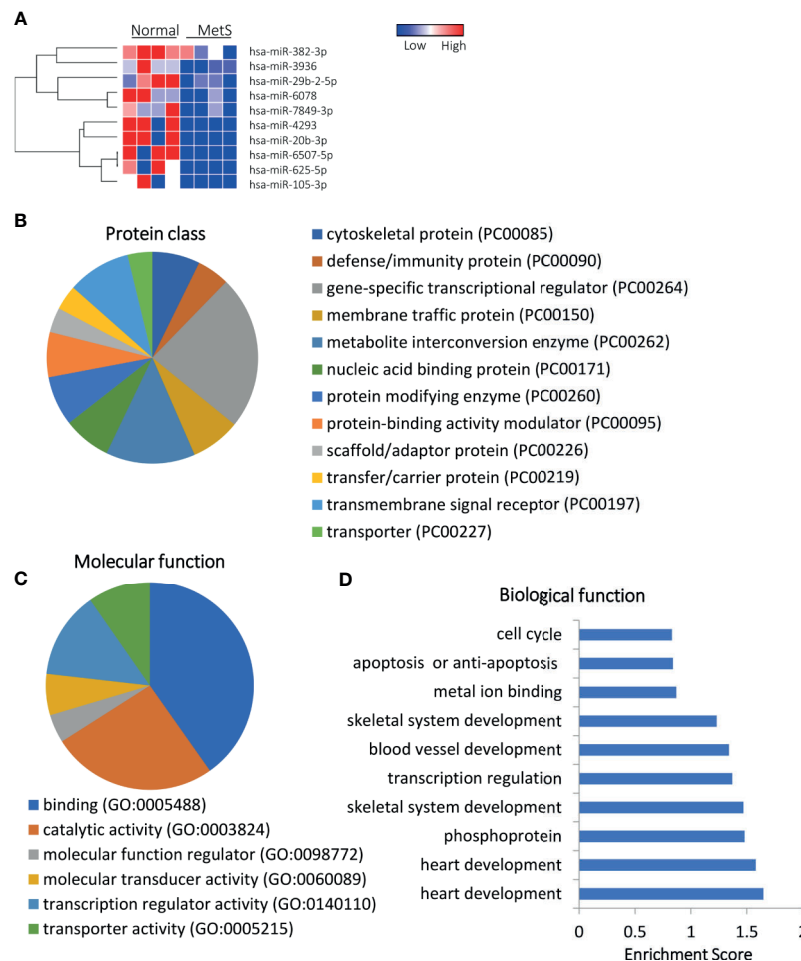 A
Normal MetS
Low High
hsa-miR-382-3p
hsa-miR-3936
hsa-miR-29b-2-5p
hsa-miR-6078
hsa-miR-7849-3p
hsa-miR-4293
hsa-miR-20b-3p
hsa-miR-6507-5p
hsa-miR-625-5p
hsa-miR-105-3p
B
Protein class
cytoskeletal protein (PC00085)
defense/immunity protein (PC00090)
gene-specific transcriptional regulator (PC00264)
membrane traffic protein (PC00150)
metabolite interconversion enzyme (PC00262)
nucleic acid binding protein (PC00171)
protein modifying enzyme (PC00260)
protein-binding activity modulator (PC00095)
scaffold/adaptor protein (PC00226)
transfer/carrier protein (PC00219)
transmembrane signal receptor (PC00197)
transporter (PC00227)
C
Molecular function
binding (GO:0005488)
catalytic activity (GO:0003824)
molecular function regulator (GO:0098772)
molecular transducer activity (GO:0060089)
transcription regulator activity (GO:0140110)
transporter activity (GO:0005215)
D
Biological function
cell cycle
apoptosis or anti-apoptosis
metal ion binding
skeletal system development
blood vessel development
transcription regulation
skeletal system development
phosphoprotein
heart development
heart development
0 0.5 1 1.5 2
Enrichment Score